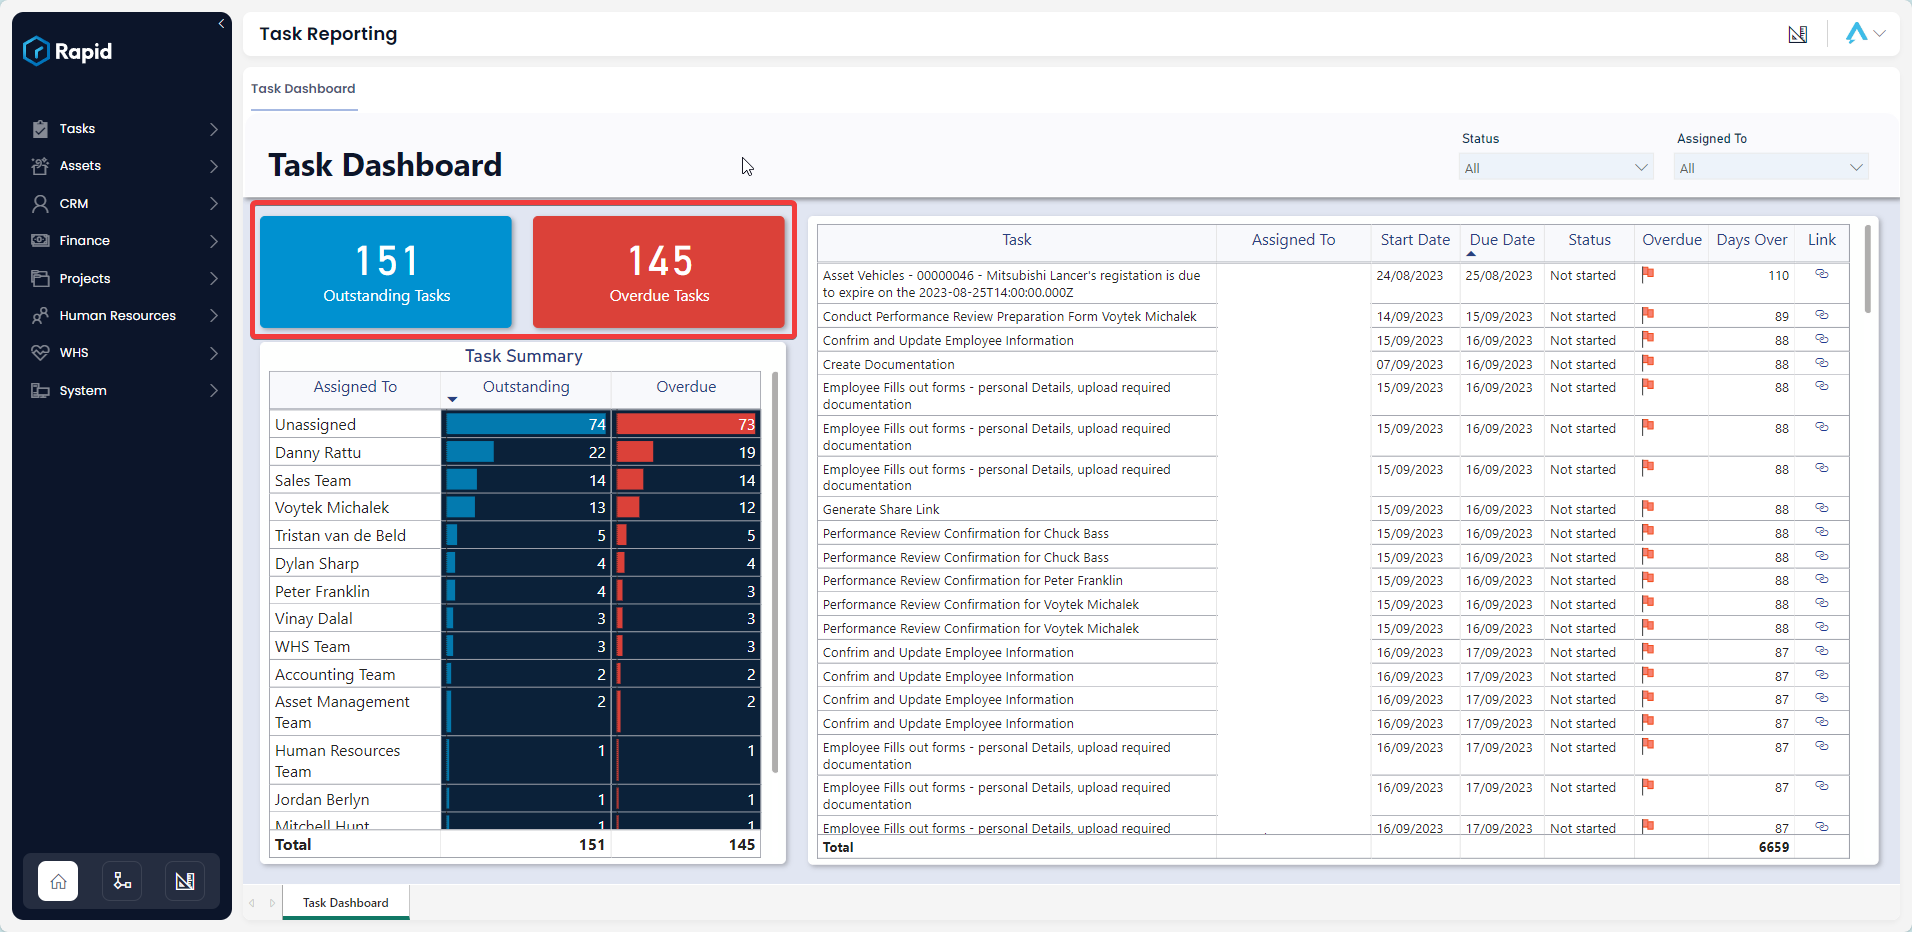 Rapid
Tasks
Assets
CRM
Finance
Projects
Human Resources
WHS
System
Task Reporting
Task Dashboard
Task Dashboard
Status
All
Assigned To
All
151
Outstanding Tasks
145
Overdue Tasks
Task Summary
Assigned To Outstanding Overdue
Unassigned 74 73
Danny Rattu 22 19
Sales Team 14 14
Voytek Michalek 13 12
Tristan van de Beld 5 5
Dylan Sharp 4 4
Peter Franklin 4 3
Vinay Dalal 3 3
WHS Team 3 3
Accounting Team 2 2
Asset Management 2 2
Team
Human Resources 1 1
Team
Jordan Berlyn 1 1
Mitchell Hunt 1 1
Total 151 145
Task Assigned To Start Date Due Date Status Overdue Days Over Link
Asset Vehicles - 00000046 - Mitsubishi Lancer's registation is due 24/08/2023 25/08/2023 Not started 110
to expire on the 2023-08-25T14:00:00.000Z
Conduct Performance Review Preparation Form Voytek Michalek 14/09/2023 15/09/2023 Not started 89
Confrim and Update Employee Information 15/09/2023 16/09/2023 Not started 88
Create Documentation 07/09/2023 16/09/2023 Not started 88
Employee Fills out forms - personal Details, upload required 15/09/2023 16/09/2023 Not started 88
documentation
Employee Fills out forms - personal Details, upload required 15/09/2023 16/09/2023 Not started 88
documentation
Employee Fills out forms - personal Details, upload required 15/09/2023 16/09/2023 Not started 88
documentation
Generate Share Link 15/09/2023 16/09/2023 Not started 88
Performance Review Confirmation for Chuck Bass 15/09/2023 16/09/2023 Not started 88
Performance Review Confirmation for Chuck Bass 15/09/2023 16/09/2023 Not started 88
Performance Review Confirmation for Peter Franklin 15/09/2023 16/09/2023 Not started 88
Performance Review Confirmation for Voytek Michalek 15/09/2023 16/09/2023 Not started 88
Performance Review Confirmation for Voytek Michalek 15/09/2023 16/09/2023 Not started 88
Confrim and Update Employee Information 16/09/2023 17/09/2023 Not started 87
Confrim and Update Employee Information 16/09/2023 17/09/2023 Not started 87
Confrim and Update Employee Information 16/09/2023 17/09/2023 Not started 87
Confrim and Update Employee Information 16/09/2023 17/09/2023 Not started 87
Employee Fills out forms - personal Details, upload required 16/09/2023 17/09/2023 Not started 87
documentation
Employee Fills out forms - personal Details, upload required 16/09/2023 17/09/2023 Not started 87
documentation
Employee Fills out forms - personal Details, upload required 16/09/2023 17/09/2023 Not started 87
Total 6659
Task Dashboard